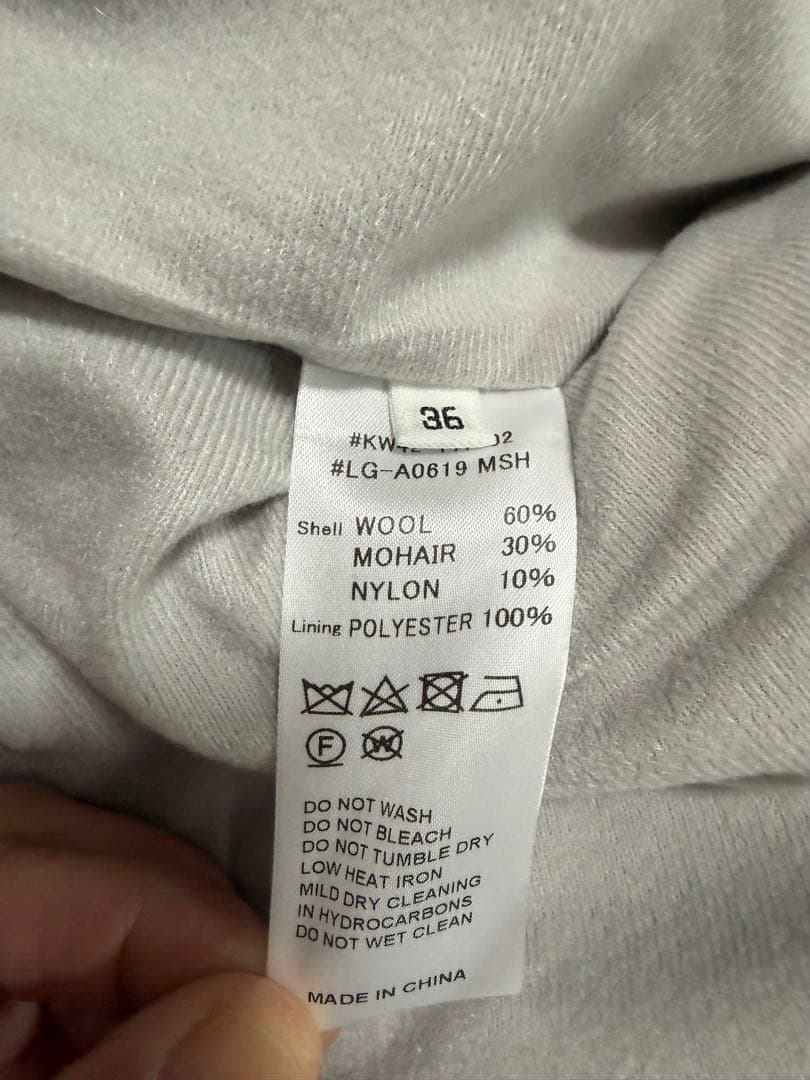 36
#LG-A0619 MSH
Shell WOOL 60%
MOHAIR 30%
NYLON 10%
Lining POLYESTER 100%
F
W
DO NOT WASH
DO NOT BLEACH
DO NOT TUMBLE DRY
LOW HEAT IRON
MILD DRY CLEANING
IN HYDROCARBONS
DO NOT WET CLEAN
MADE IN CHINA